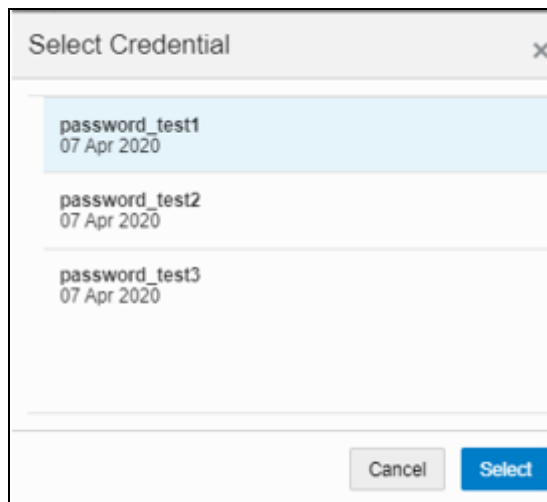 Select Credential
password_test1
07 Apr 2020
password_test2
07 Apr 2020
password_test3
07 Apr 2020
Cancel Select